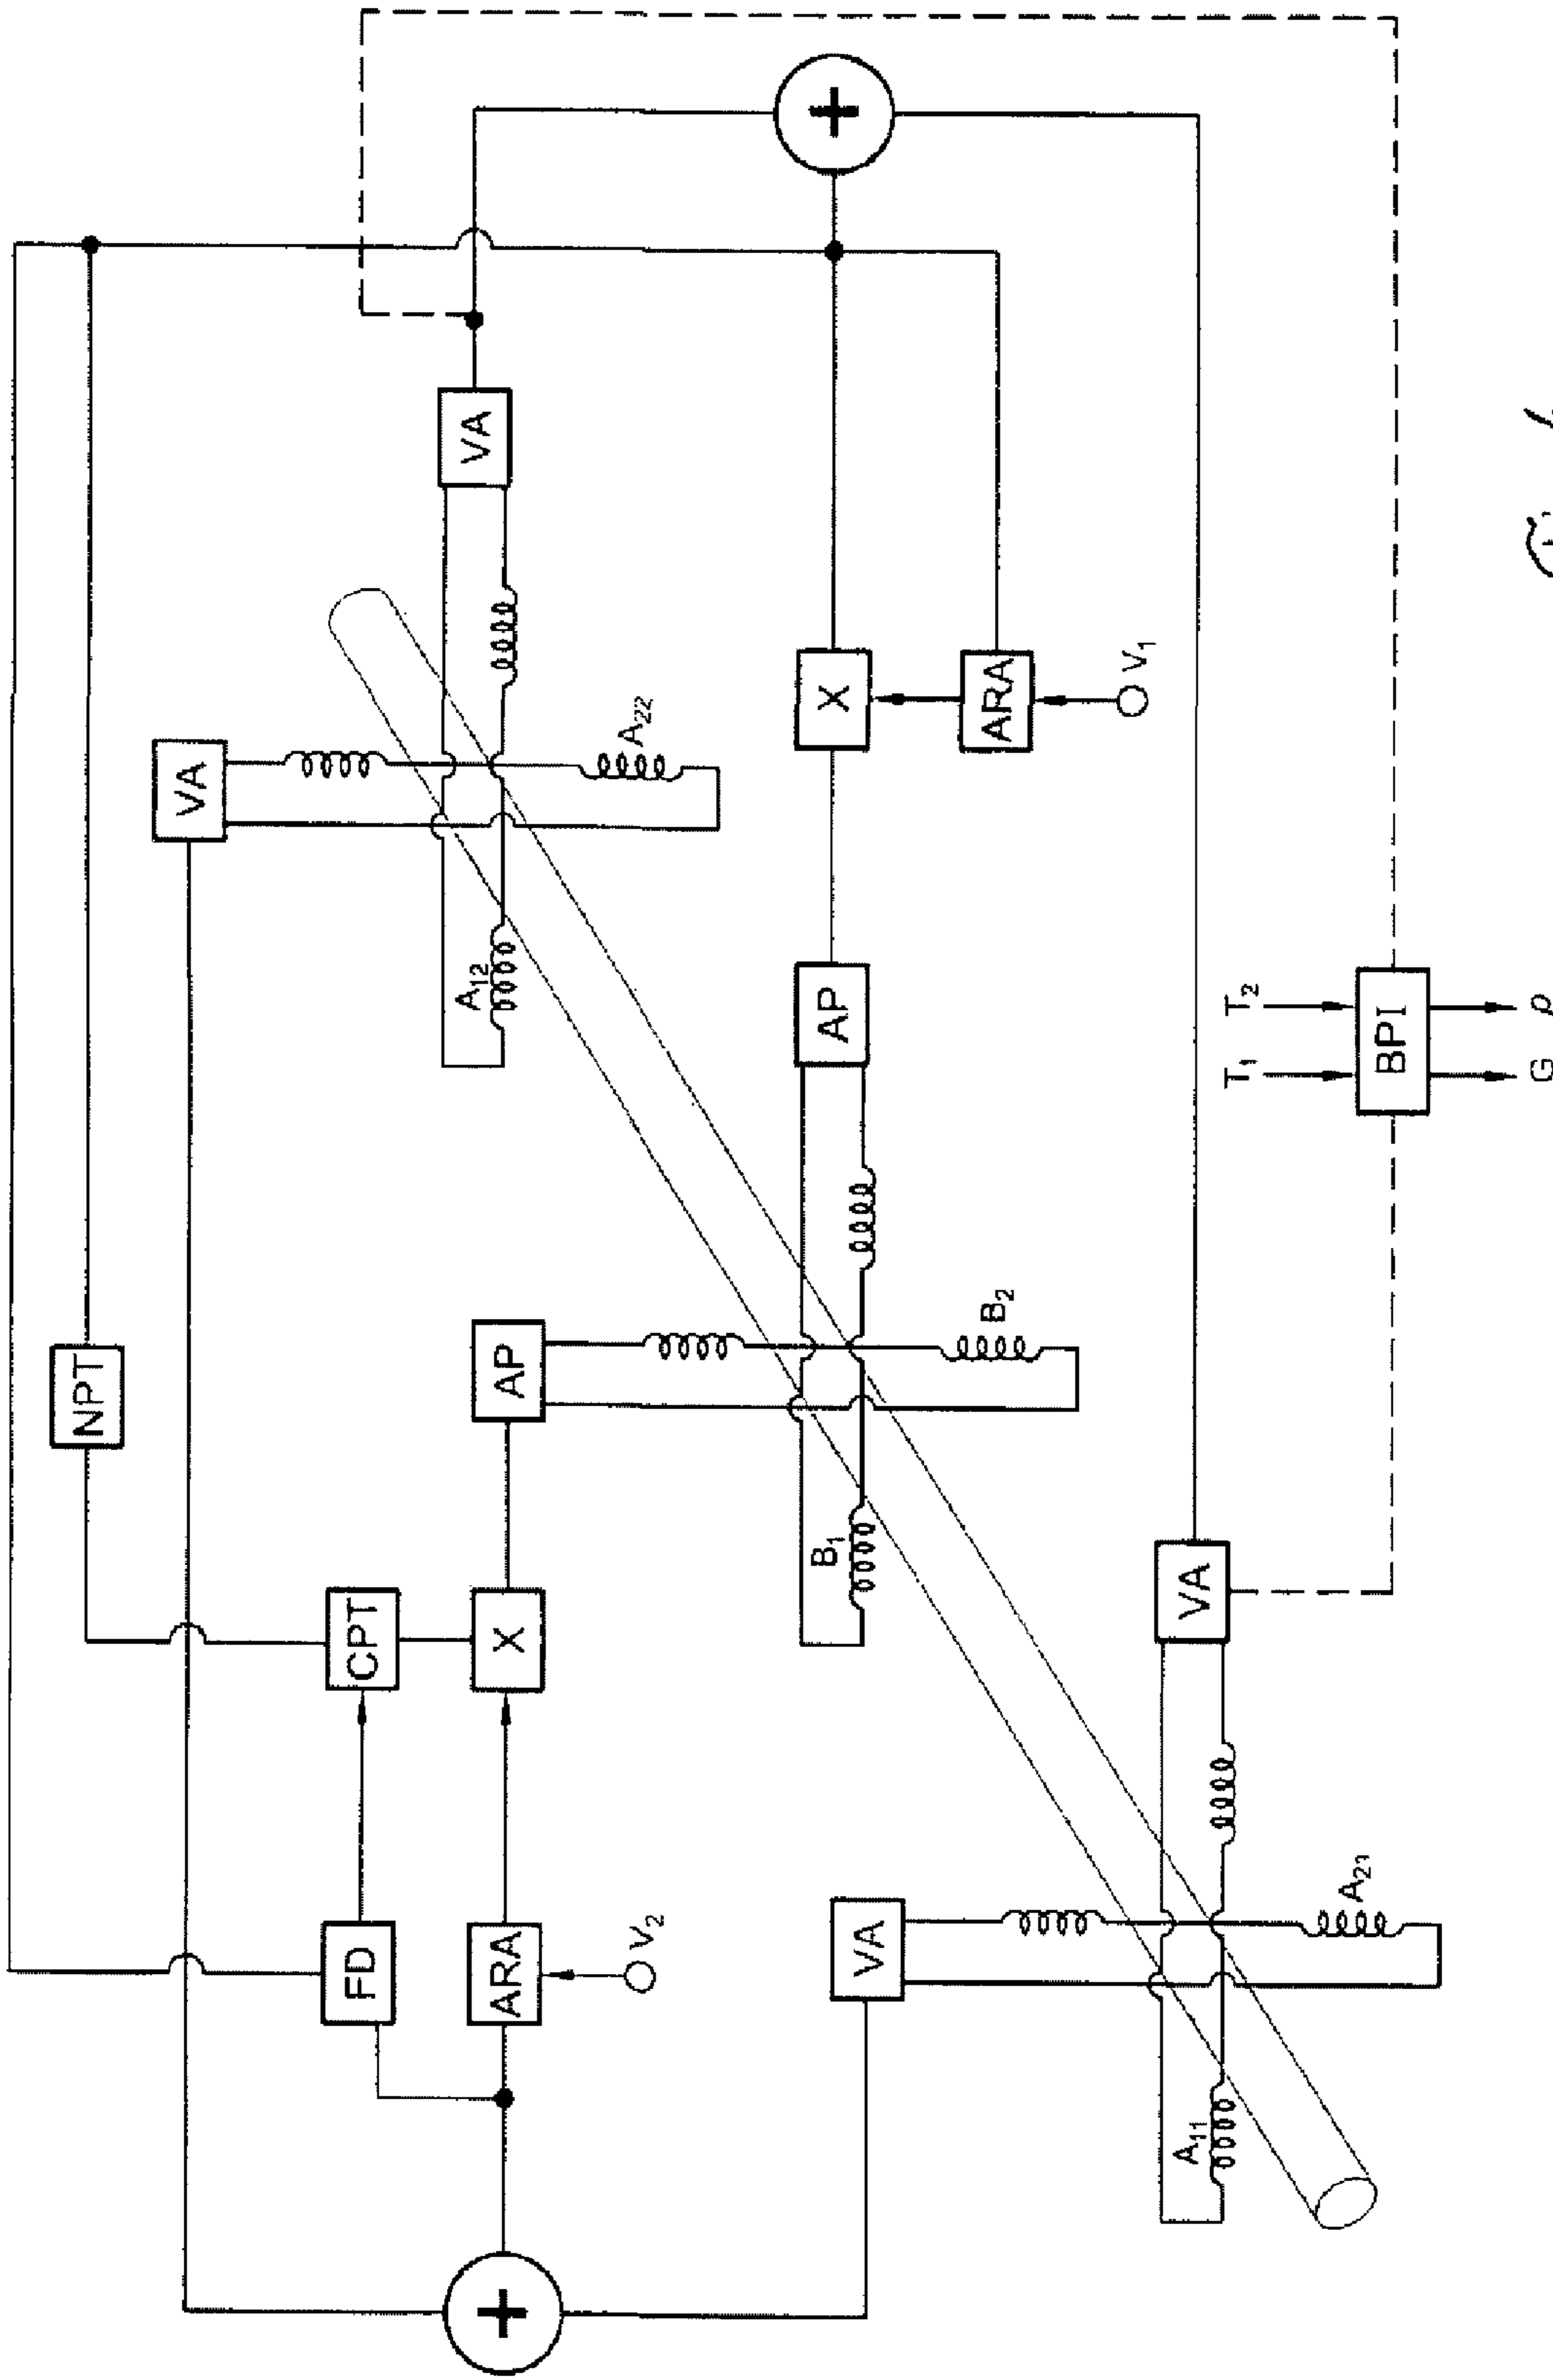 NPT
VA
VA
A22
A12
CPT
AP
X
AP
X
FD
ARA
V2
B2
B1
ARA
V1
VA
VA
A21
A11
T1
T2
BPI
G
ρ
+
+